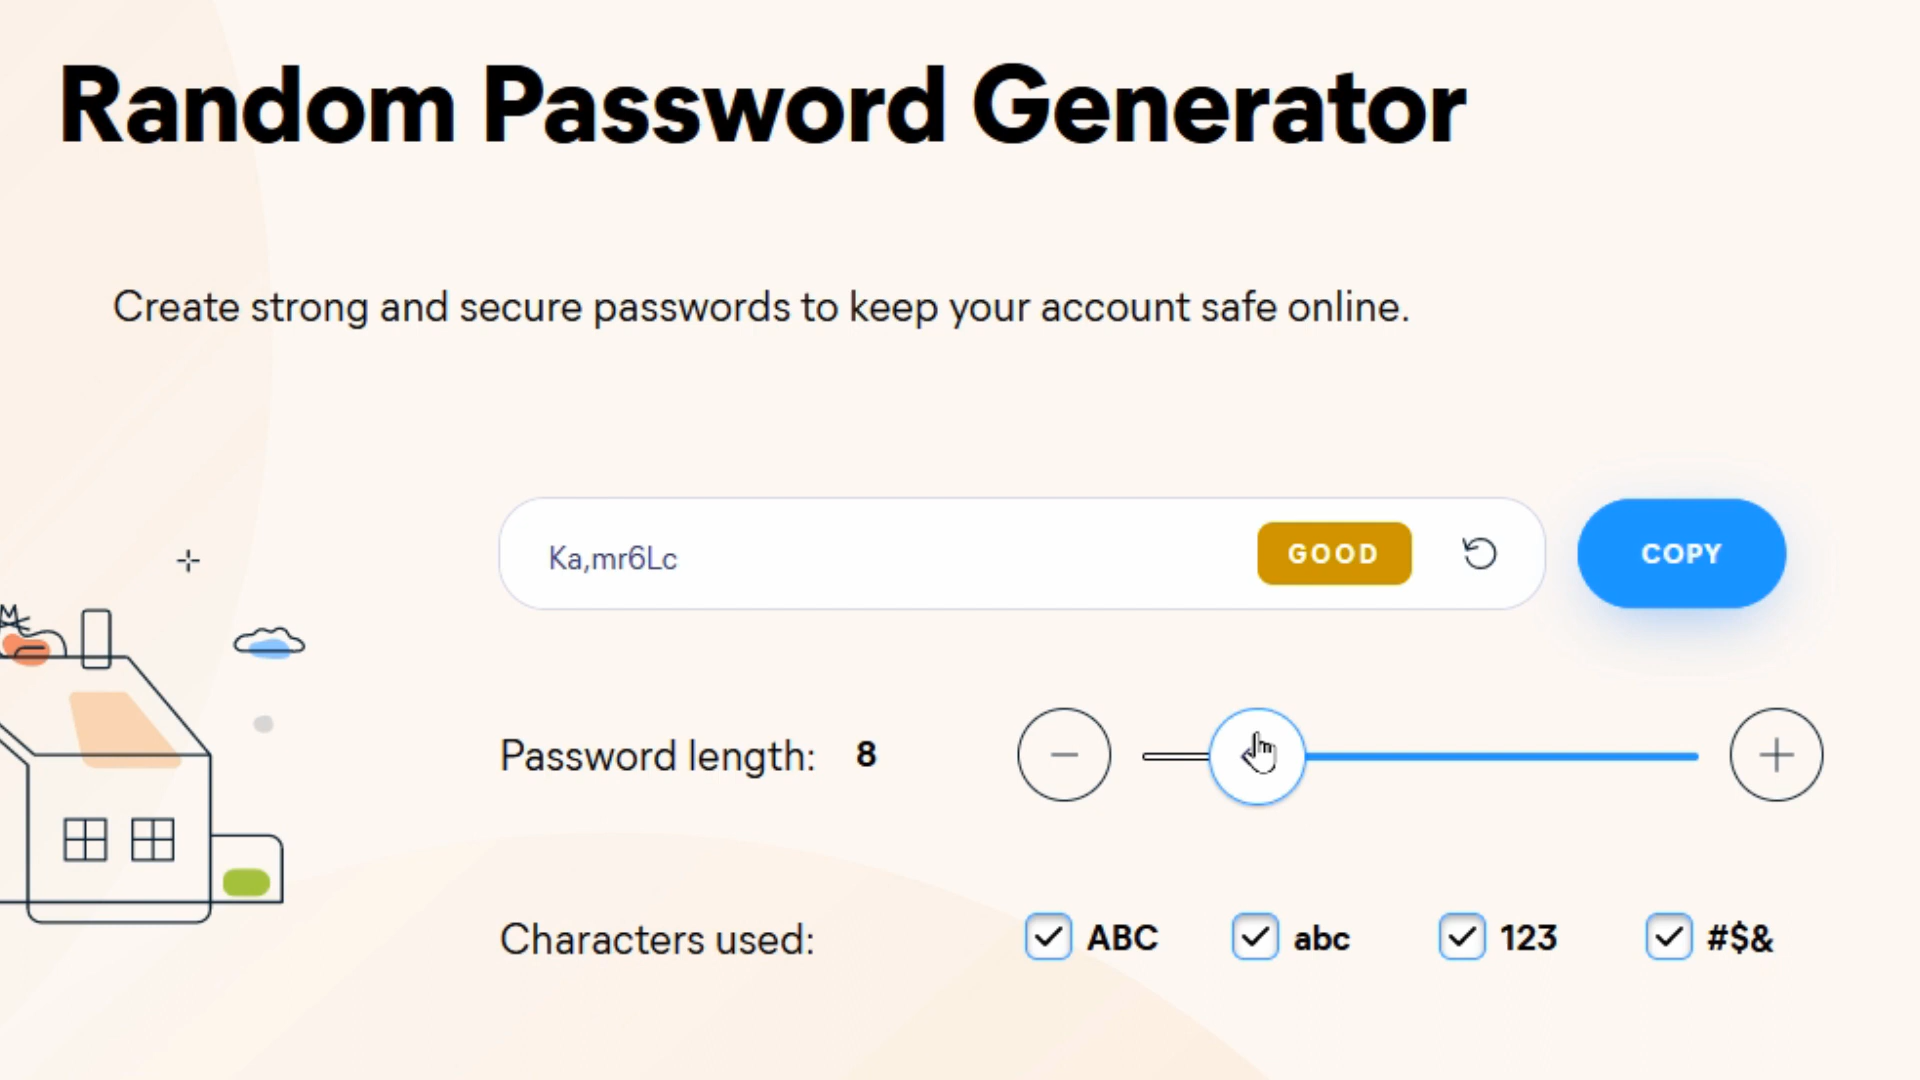 Random Password Generator
Create strong and secure passwords to keep your account safe online.
Ka,mr6Lc GOOD COPY
Password length: 8
Characters used: ABC abc 123 #$&